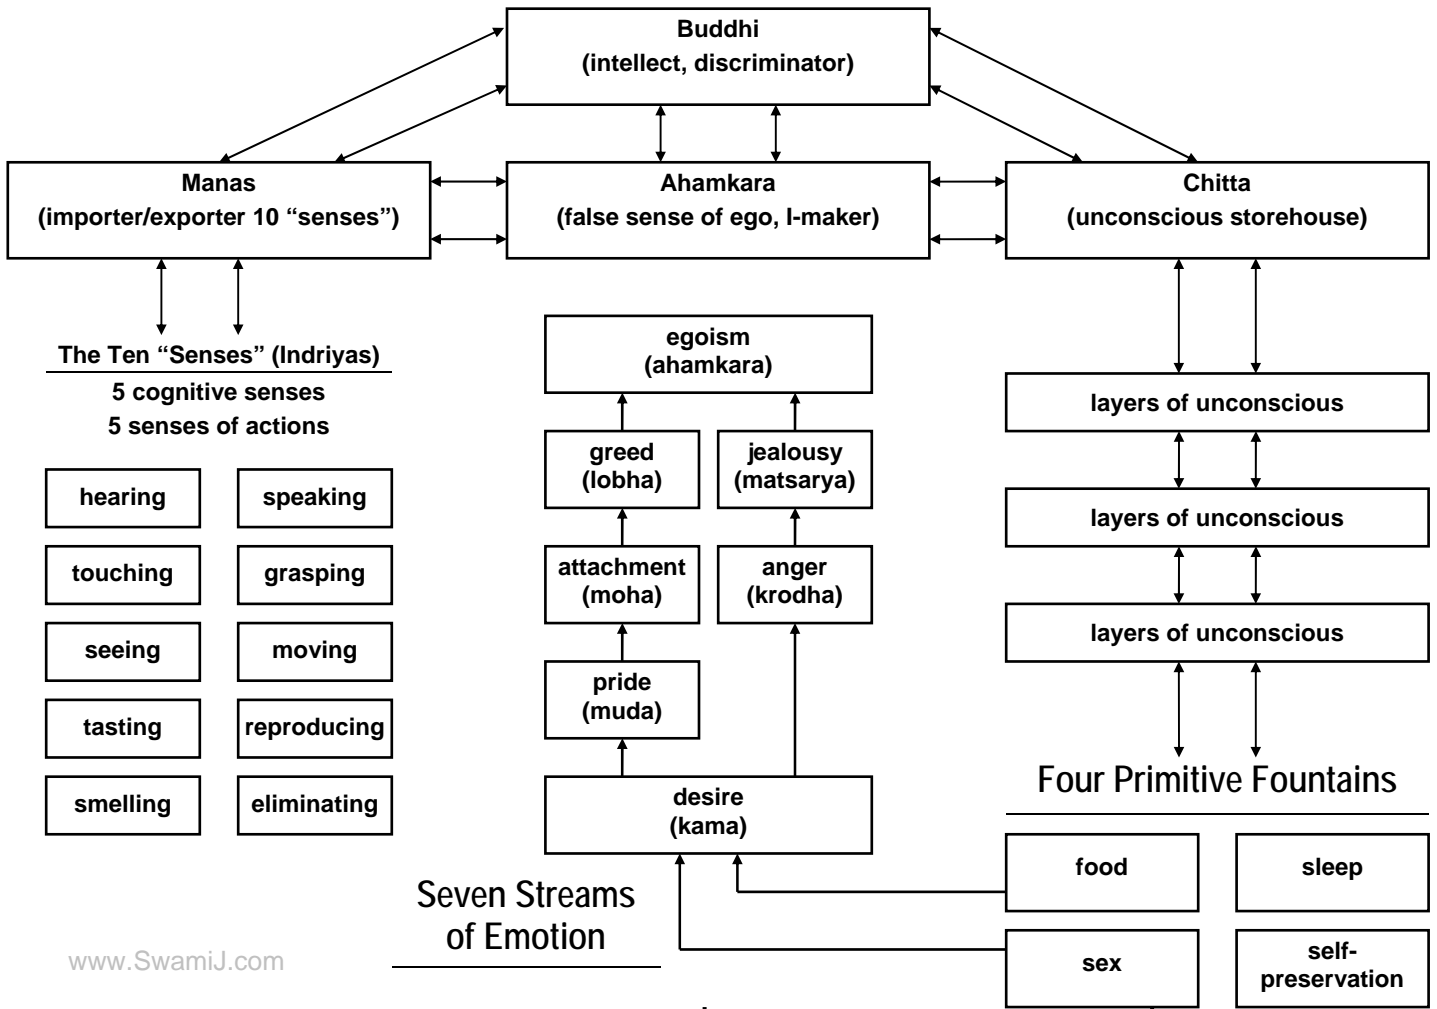 Buddhi
(intellect, discriminator)
Manas
(importer/exporter 10 “senses”)
Ahamkara
(false sense of ego, I-maker)
Chitta
(unconscious storehouse)
The Ten “Senses” (Indriyas)
5 cognitive senses
5 senses of actions
hearing
speaking
touching
grasping
seeing
moving
tasting
reproducing
smelling
eliminating
egoism
(ahamkara)
greed
(lobha)
jealousy
(matsarya)
attachment
(moha)
anger
(krodha)
pride
(muda)
desire
(kama)
Seven Streams
of Emotion
layers of unconscious
layers of unconscious
layers of unconscious
Four Primitive Fountains
food
sleep
sex
self-
preservation
www.SwamiJ.com